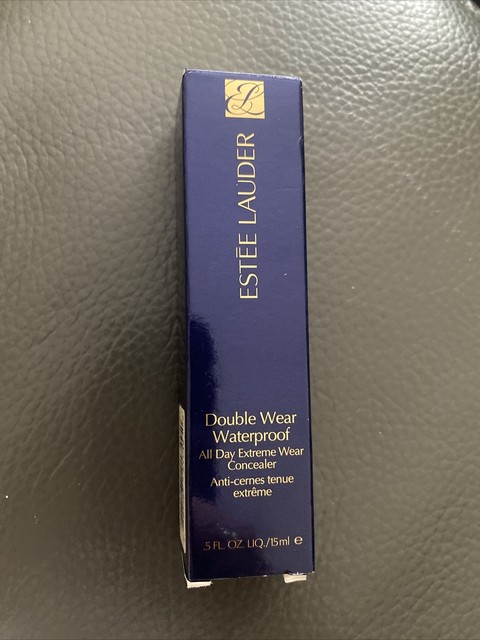 ESTĒE LAUDER
Double Wear
Waterproof
All Day Extreme Wear
Concealer
Anti-cernes tenue
extrême
.5 FL. OZ. LIQ./15ml e